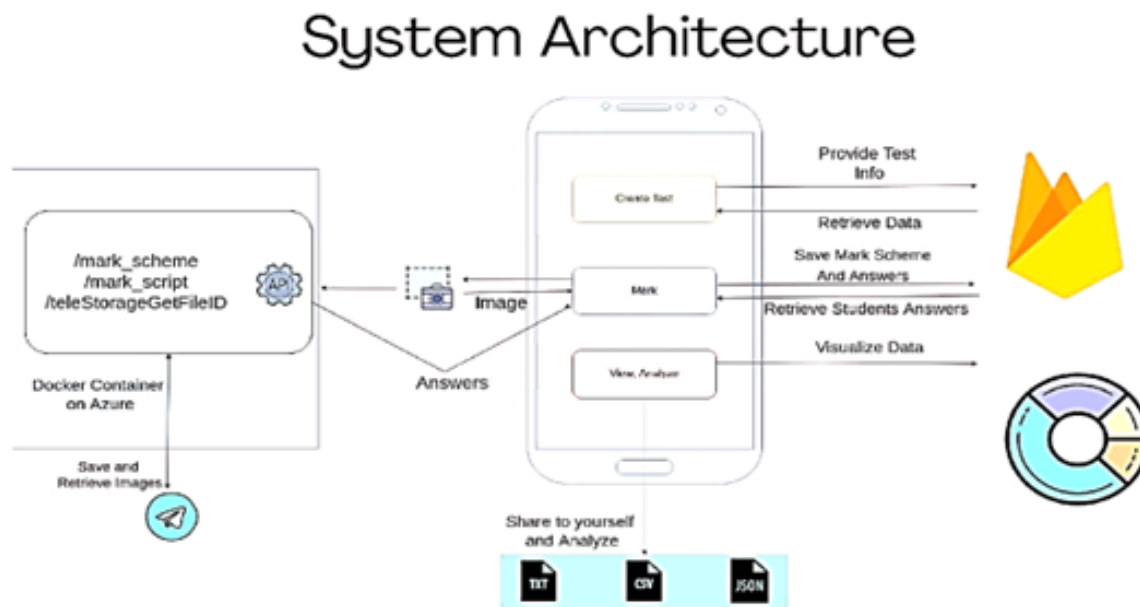 System Architecture
Provide Test
Info
Create Test
Retrieve Data
/mark_scheme
/mark_script
/teleStorageGetFileID
API
Save Mark Scheme
And Answers
Image
Mark
Retrieve Students Answers
Answers
View, Analyze
Visualize Data
Docker Container
on Azure
Save and
Retrieve Images
Share to yourself
and Analyze
TXT
CSV
JSON